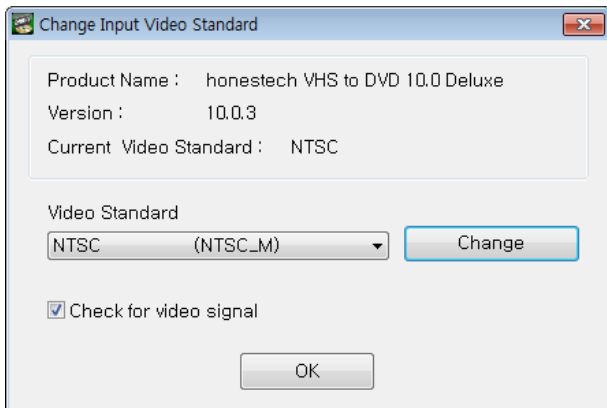 Change Input Video Standard
Product Name : honestech VHS to DVD 10.0 Deluxe
Version : 10.0.3
Current Video Standard : NTSC
Video Standard
NTSC (NTSC_M) Change
Check for video signal
OK